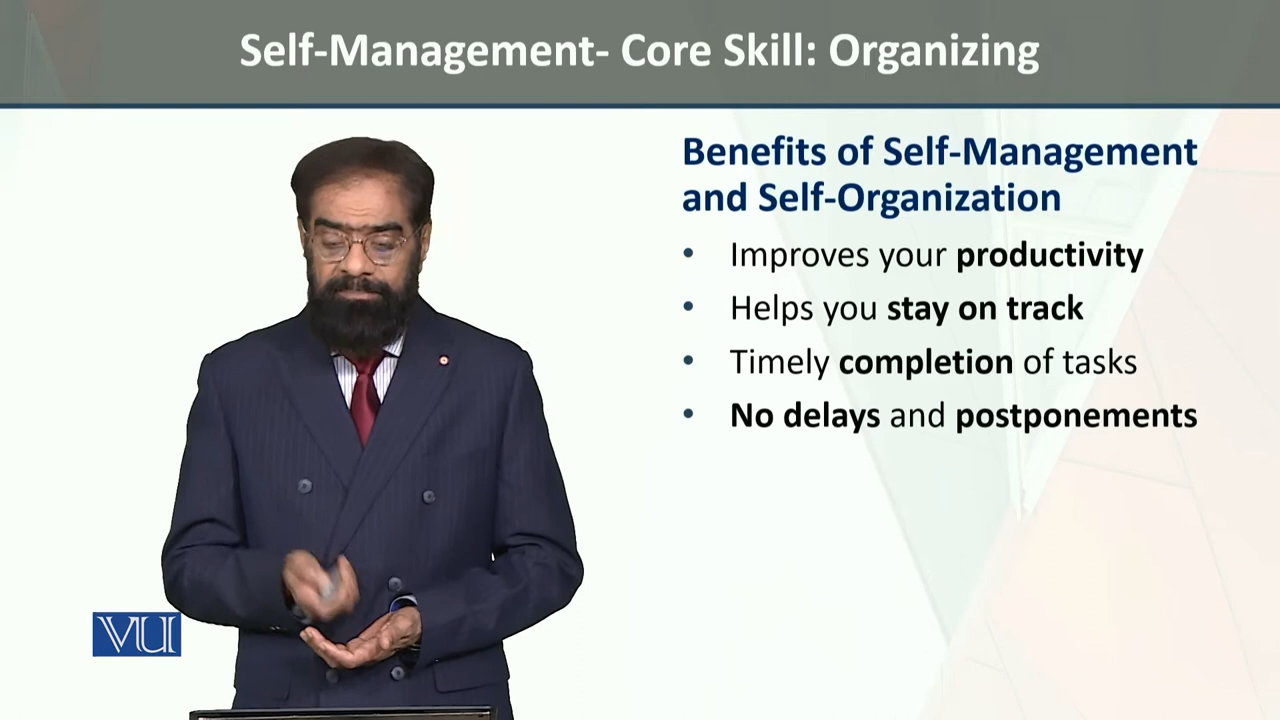 Self-Management- Core Skill: Organizing
Benefits of Self-Management
and Self-Organization
• Improves your productivity
• Helps you stay on track
• Timely completion of tasks
• No delays and postponements
VU